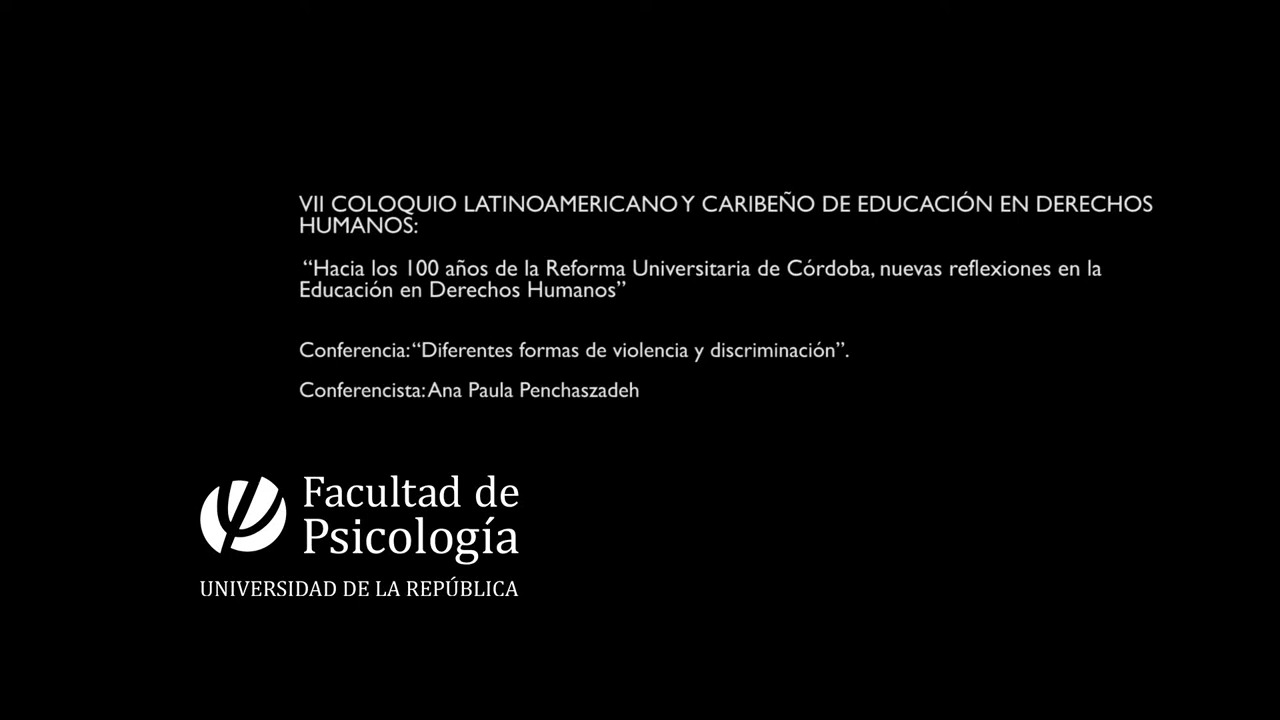 VII COLOQUIO LATINOAMERICANO Y CARIBEÑO DE EDUCACIÓN EN DERECHOS
HUMANOS:
“Hacia los 100 años de la Reforma Universitaria de Córdoba, nuevas reflexiones en la
Educación en Derechos Humanos”
Conferencia: “Diferentes formas de violencia y discriminación”.
Conferencista: Ana Paula Penchaszadeh
Facultad de
Psicología
UNIVERSIDAD DE LA REPÚBLICA